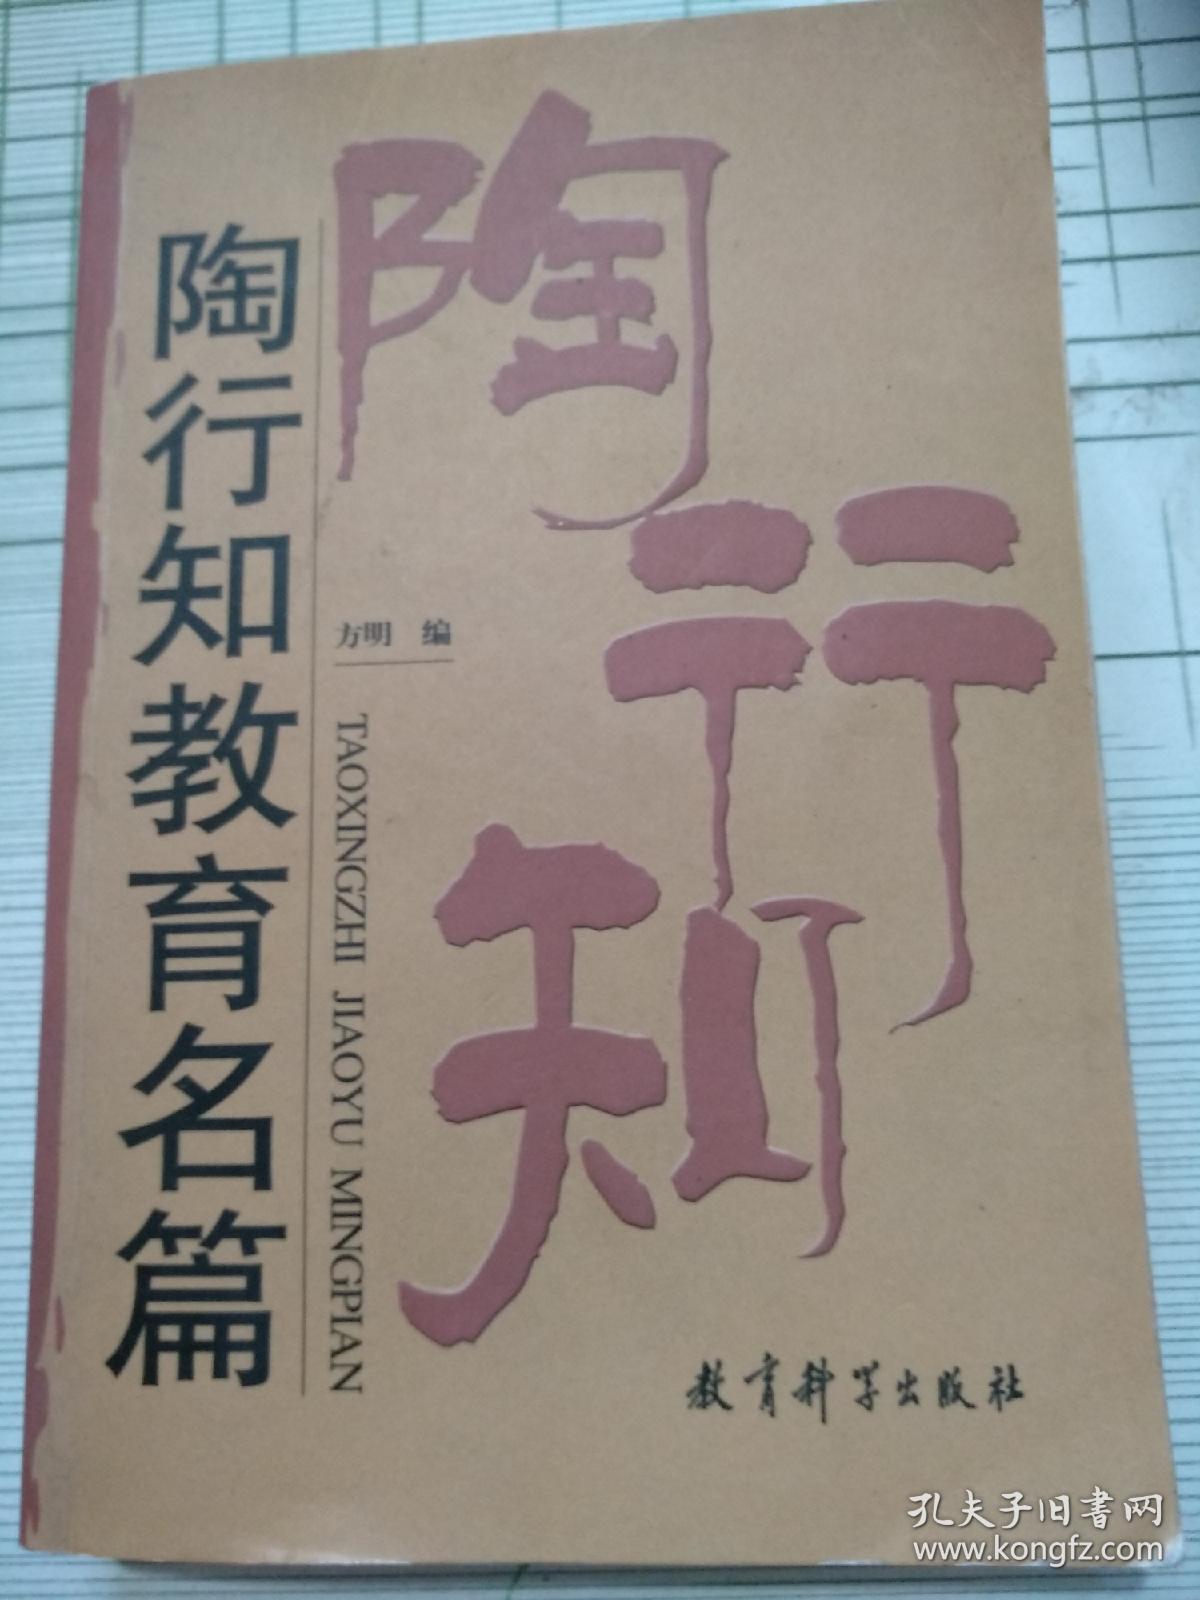 陶行知教育名篇
陶行知
方明 编
TAOXINGZHI JIAOYU MINGPIAN
教育科学出版社
孔夫子旧书网
www.kongfz.com